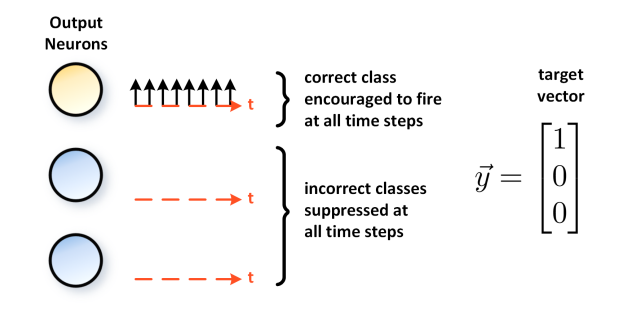 Output
Neurons
t
correct class
encouraged to fire
at all time steps
t
incorrect classes
suppressed at
all time steps
t
target
vector
$\vec{y} = \begin{bmatrix} 1 \\ 0 \\ 0 \end{bmatrix}$